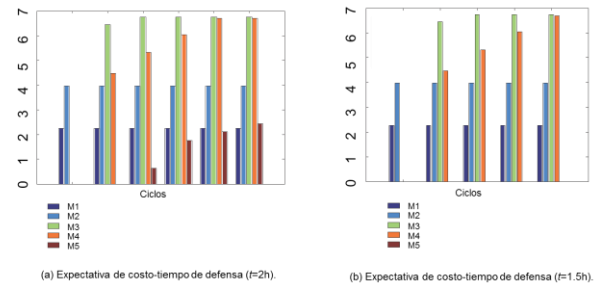 7
6
5
4
3
2
1
0
Ciclos
M1
M2
M3
M4
M5
(a) Expectativa de costo-tiempo de defensa (t=2h).
7
6
5
4
3
2
1
0
Ciclos
M1
M2
M3
M4
M5
(b) Expectativa de costo-tiempo de defensa (t=1.5h).